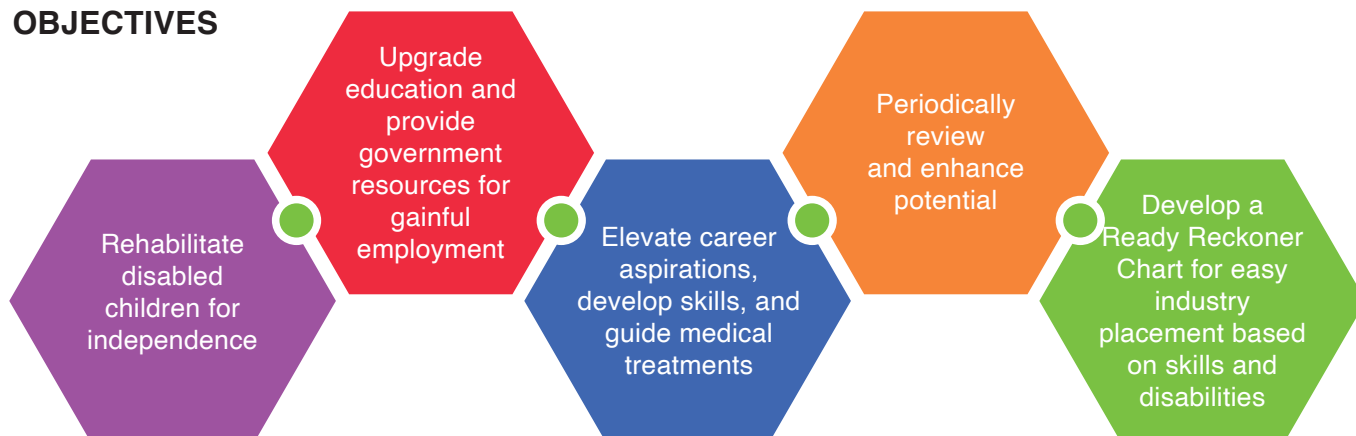 OBJECTIVES
Rehabilitate
disabled
children for
independence
Upgrade
education and
provide
government
resources for
gainful
employment
Elevate career
aspirations,
develop skills, and
guide medical
treatments
Periodically
review
and enhance
potential
Develop a
Ready Reckoner
Chart for easy
industry
placement based
on skills and
disabilities